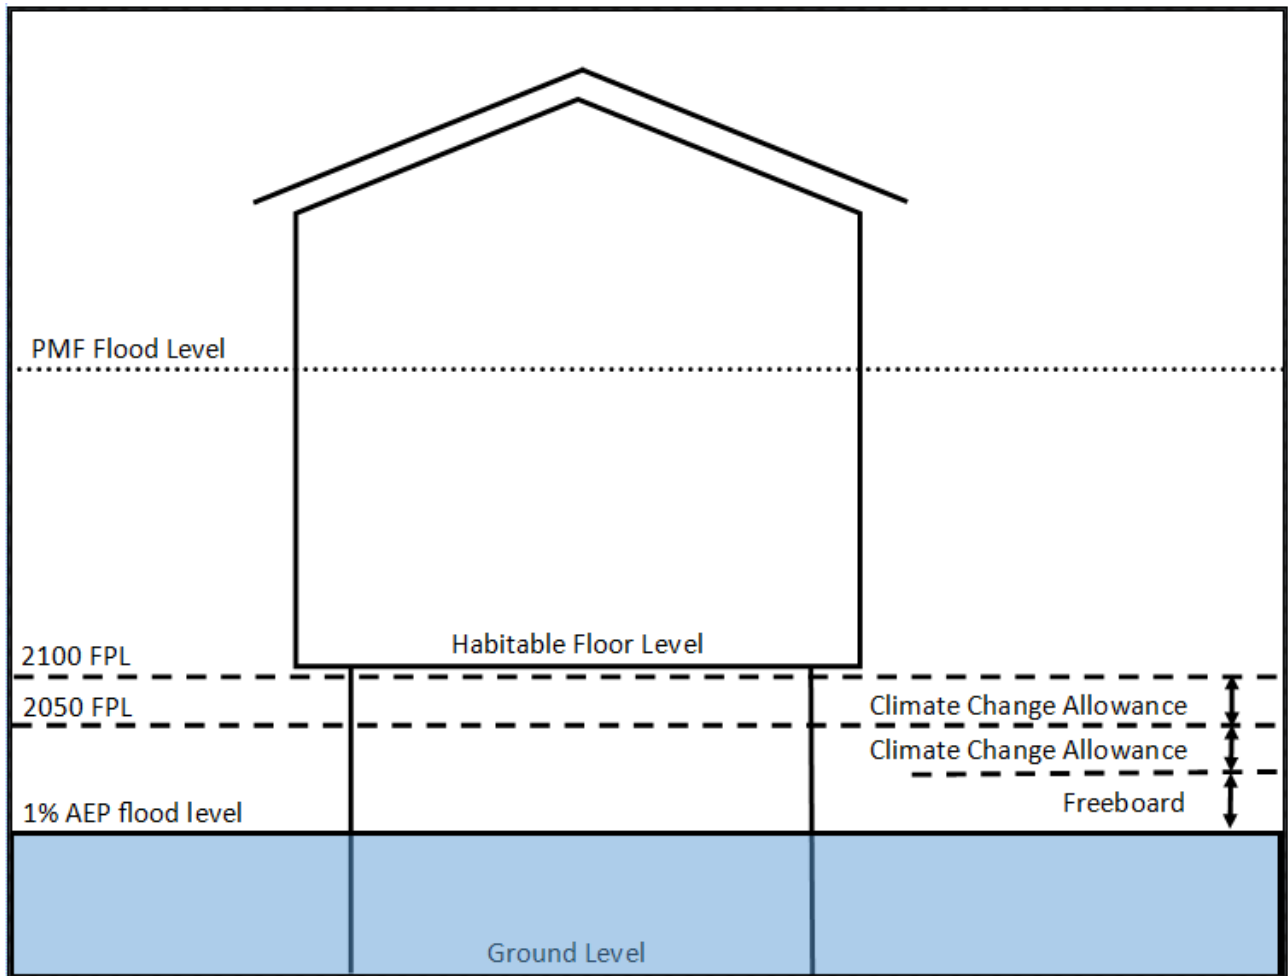 PMF Flood Level
Habitable Floor Level
2100 FPL
2050 FPL
Climate Change Allowance
Climate Change Allowance
Freeboard
1% AEP flood level
Ground Level